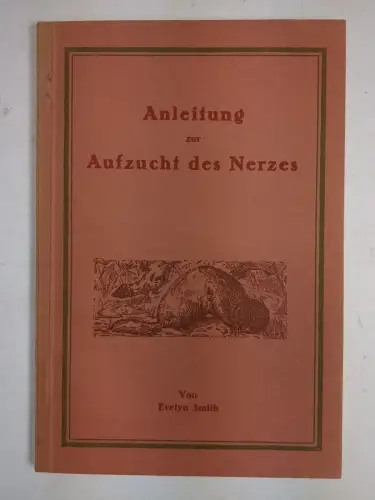 Anleitung
zur
Aufzucht des Nerzes
Von
Evelyn Smith